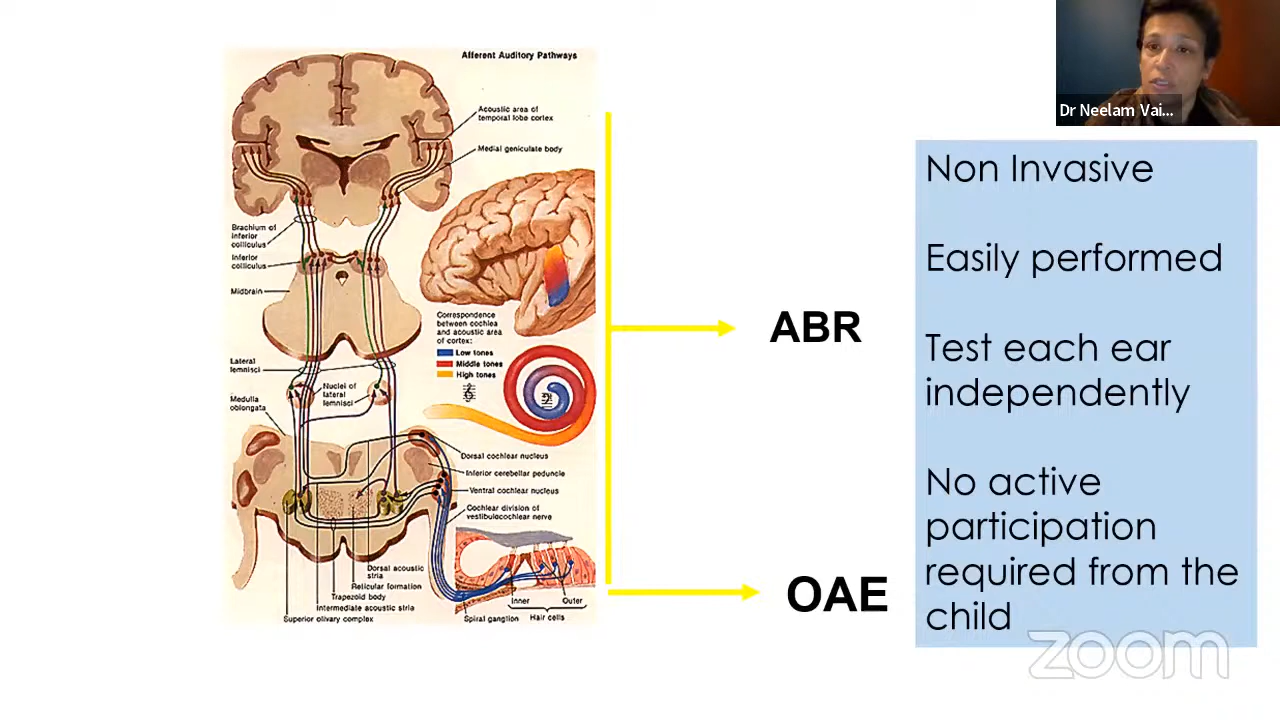 Afferent Auditory Pathways
Acoustic area of
temporal lobe cortex
Medial geniculate body
Brachium of
inferior
colliculus
Inferior
colliculus
Midbrain
Correspondence
between cochlea
and acoustic area
of cortex:
Low tones
Middle tones
High tones
Lateral
lemnisci
Nuclei of
lateral
lemnisci
Medulla
oblongata
Dorsal cochlear nucleus
Inferior cerebellar peduncle
Ventral cochlear nucleus
Cochlear division of
vestibulocochlear nerve
Dorsal acoustic
stria
Reticular formation
Trapezoid body
Intermediate acoustic stria
Superior olivary complex
Inner
Outer
Spiral ganglion
Hair cells
ABR
OAE
Dr Neelam Vai...
Non Invasive
Easily performed
Test each ear
independently
No active
participation
required from the
child
zoom